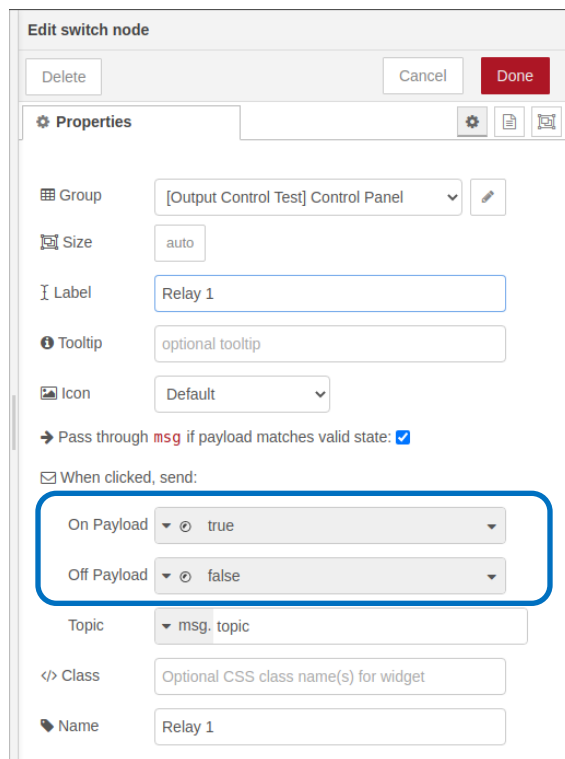 Edit switch node
Delete Cancel Done
Properties
Group [Output Control Test] Control Panel
Size auto
Label Relay 1
Tooltip optional tooltip
Icon Default
Pass through msg if payload matches valid state:
When clicked, send:
On Payload true
Off Payload false
Topic msg. topic
</> Class Optional CSS class name(s) for widget
Name Relay 1